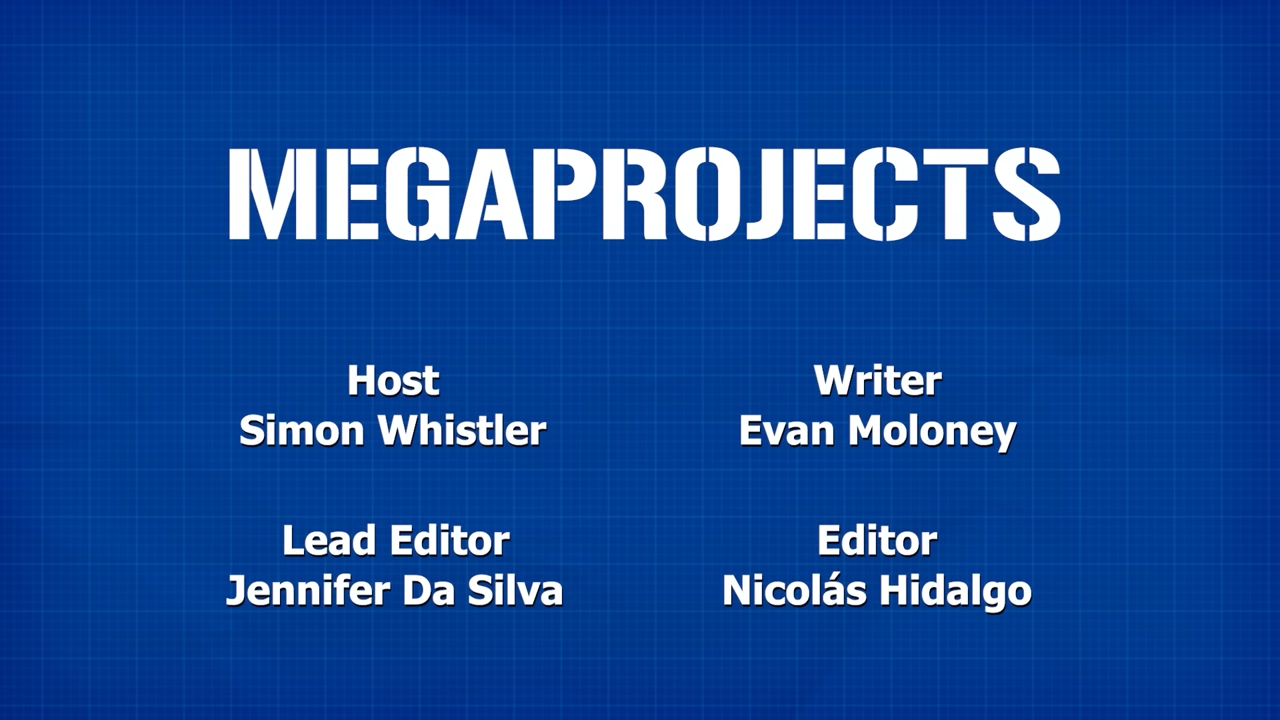 MEGAPROJECTS
Host
Simon Whistler
Writer
Evan Moloney
Lead Editor
Jennifer Da Silva
Editor
Nicolás Hidalgo